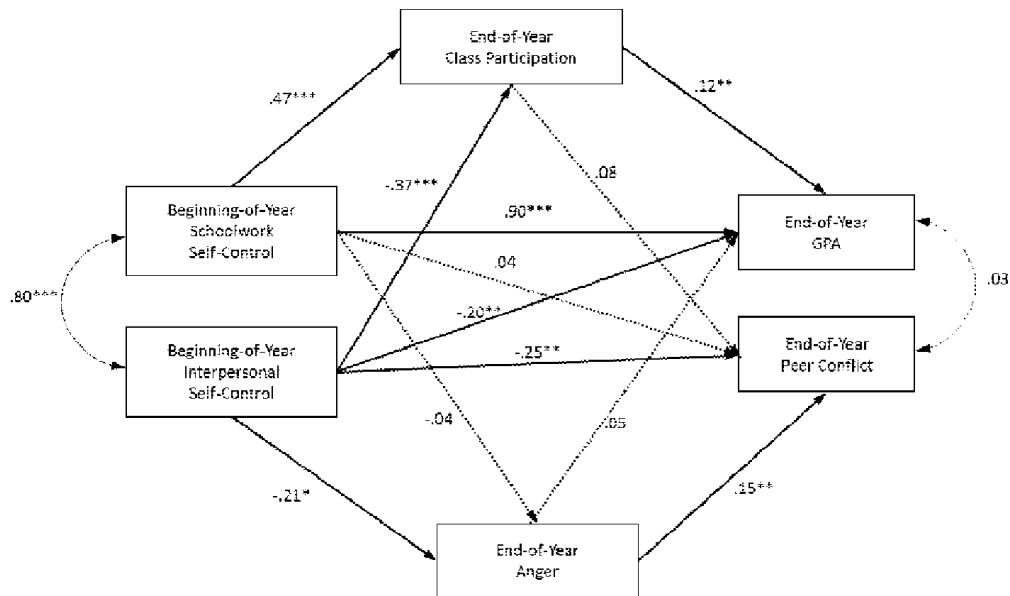 End-of-Year
Class Participation
.47***
.12**
-.37***
.08
Beginning-of-Year
Schoolwork
Self-Control
.90***
End-of-Year
GPA
.04
.80***
-.20**
.03
Beginning-of-Year
Interpersonal
Self-Control
-.25**
End-of-Year
Peer Conflict
-.04
.05
-.21*
.15**
End-of-Year
Anger